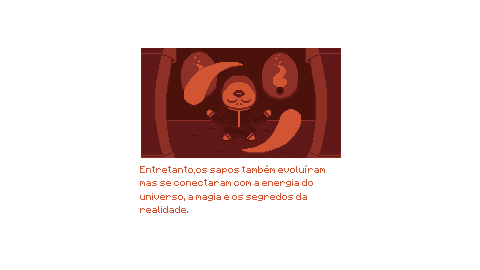 Entretanto,os sapos também evoluíram
mas se conectaram com a energia do
universo, a magia e os segredos da
realidade.